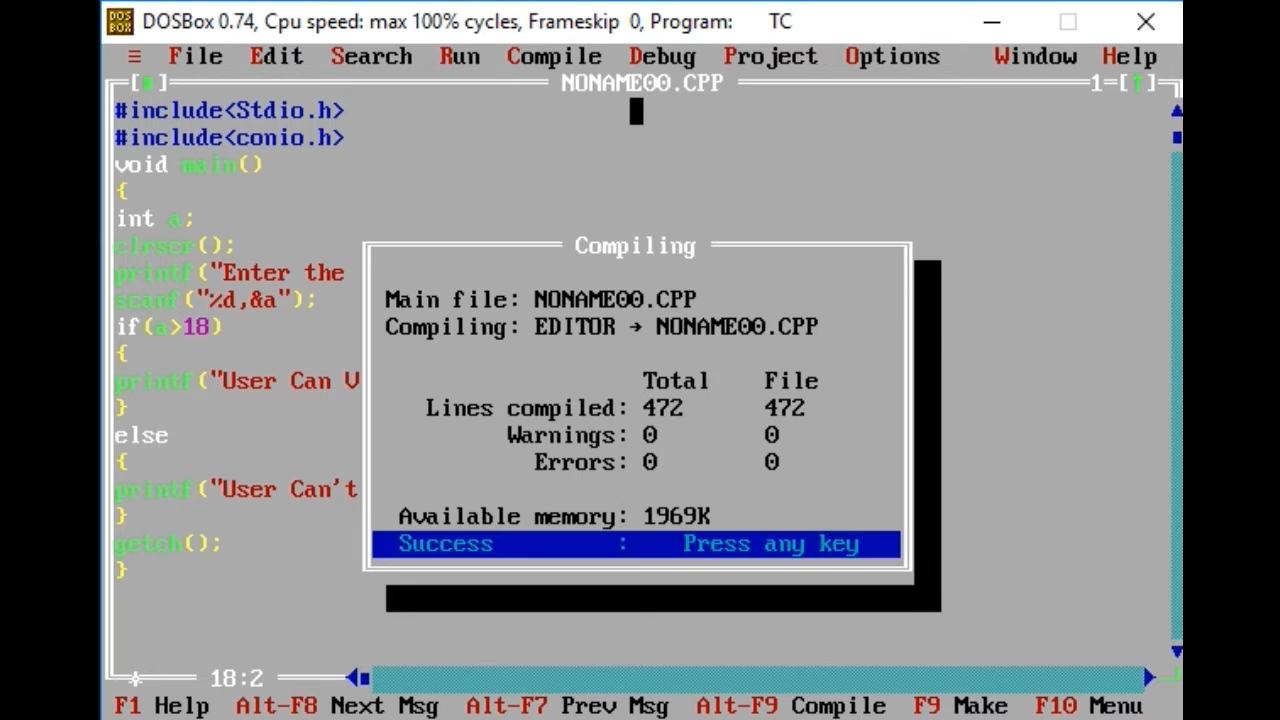 DOSBox 0.74, Cpu speed: max 100% cycles, Frameskip 0, Program: TC
≡ File Edit Search Run Compile Debug Project Options Window Help
NONAME00.CPP 1=[↑]
#include<Stdio.h>
#include<conio.h>
void main()
{
int a;
clrscr();
printf("Enter the
scanf("%d,&a");
if(a>18)
{
printf("User Can V
}
else
{
printf("User Can't
}
getch();
}
Compiling
Main file: NONAME00.CPP
Compiling: EDITOR → NONAME00.CPP
Total File
Lines compiled: 472 472
Warnings: 0 0
Errors: 0 0
Available memory: 1969K
Success : Press any key
18:2
F1 Help Alt-F8 Next Msg Alt-F7 Prev Msg Alt-F9 Compile F9 Make F10 Menu